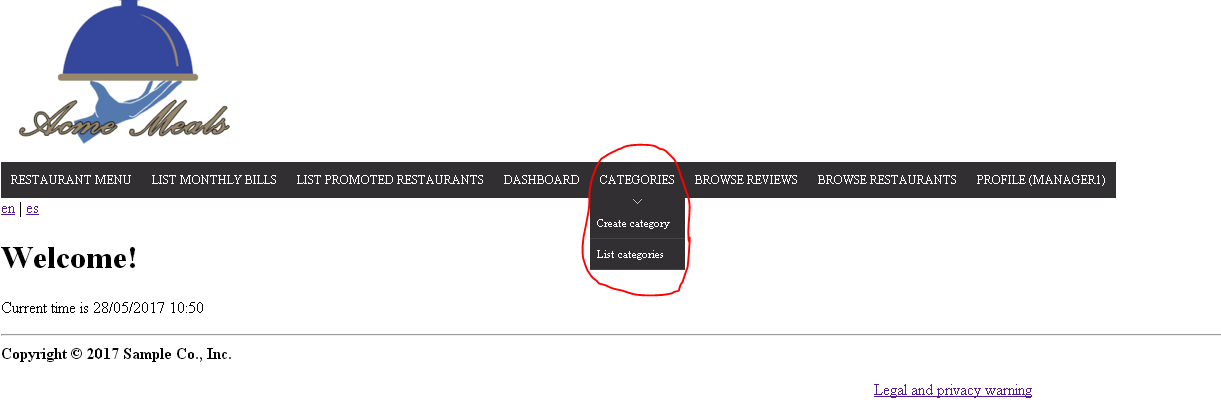 Acme Meals
RESTAURANT MENU LIST MONTHLY BILLS LIST PROMOTED RESTAURANTS DASHBOARD CATEGORIES BROWSE REVIEWS BROWSE RESTAURANTS PROFILE (MANAGER1)
Create category
List categories
en | es
Welcome!
Current time is 28/05/2017 10:50
Copyright © 2017 Sample Co., Inc.
Legal and privacy warning